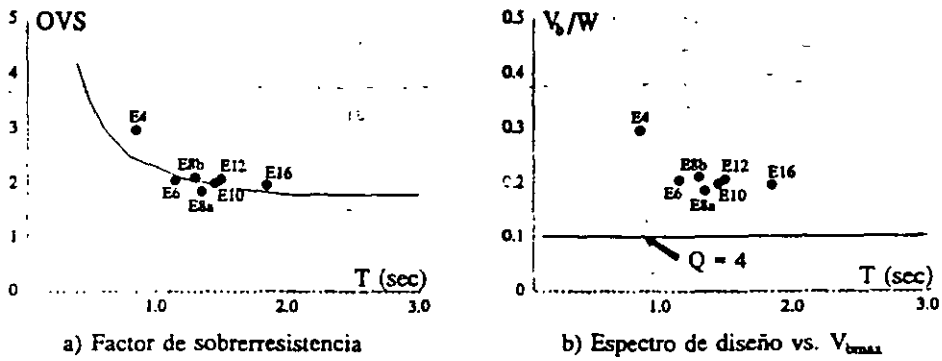 OVS
5
4
3
2
1
0
E4
E8b
E12
E16
E6
E10
E8a
T (sec)
1.0
2.0
3.0
a) Factor de sobrerresistencia
V_b/W
0.5
0.4
0.3
0.2
0.1
0
E4
E8b
E12
E16
E6
E10
E8a
Q = 4
T (sec)
1.0
2.0
3.0
b) Espectro de diseño vs. V_bmax